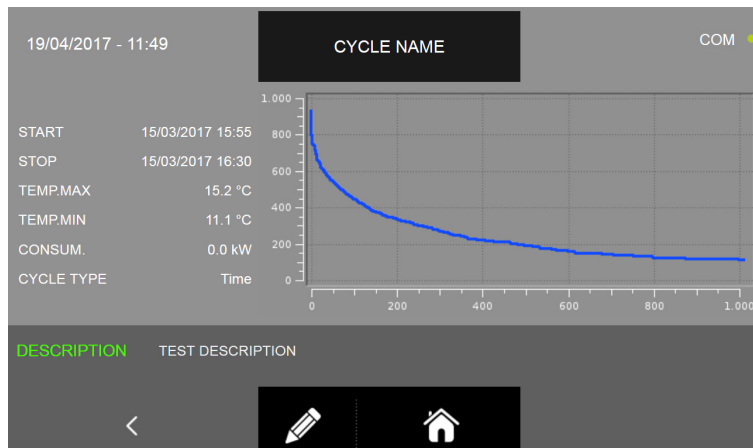 19/04/2017 - 11:49
CYCLE NAME
COM
START 15/03/2017 15:55
STOP 15/03/2017 16:30
TEMP.MAX 15.2 °C
TEMP.MIN 11.1 °C
CONSUM. 0.0 kW
CYCLE TYPE Time
1.000
800
600
400
200
0
0 200 400 600 800 1.000
DESCRIPTION TEST DESCRIPTION